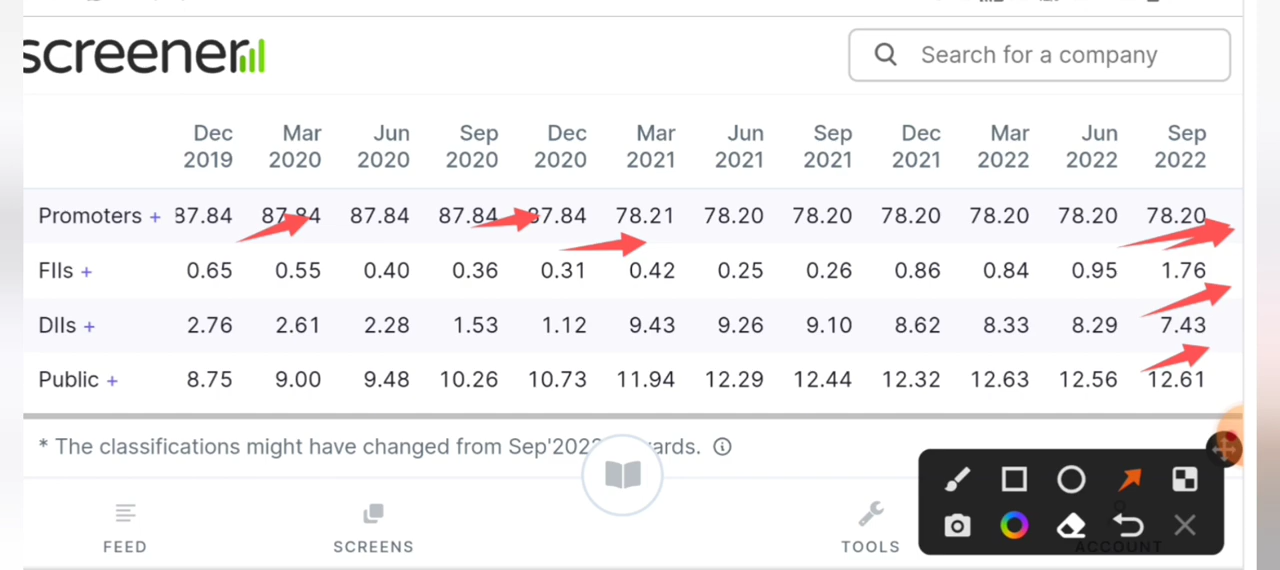 screener
Search for a company
Dec 2019 Mar 2020 Jun 2020 Sep 2020 Dec 2020 Mar 2021 Jun 2021 Sep 2021 Dec 2021 Mar 2022 Jun 2022 Sep 2022
Promoters + 87.84 87.84 87.84 87.84 87.84 78.21 78.20 78.20 78.20 78.20 78.20 78.20
FIIs + 0.65 0.55 0.40 0.36 0.31 0.42 0.25 0.26 0.86 0.84 0.95 1.76
DIIs + 2.76 2.61 2.28 1.53 1.12 9.43 9.26 9.10 8.62 8.33 8.29 7.43
Public + 8.75 9.00 9.48 10.26 10.73 11.94 12.29 12.44 12.32 12.63 12.56 12.61
* The classifications might have changed from Sep'2022
FEED SCREENS TOOLS ACCOUNT